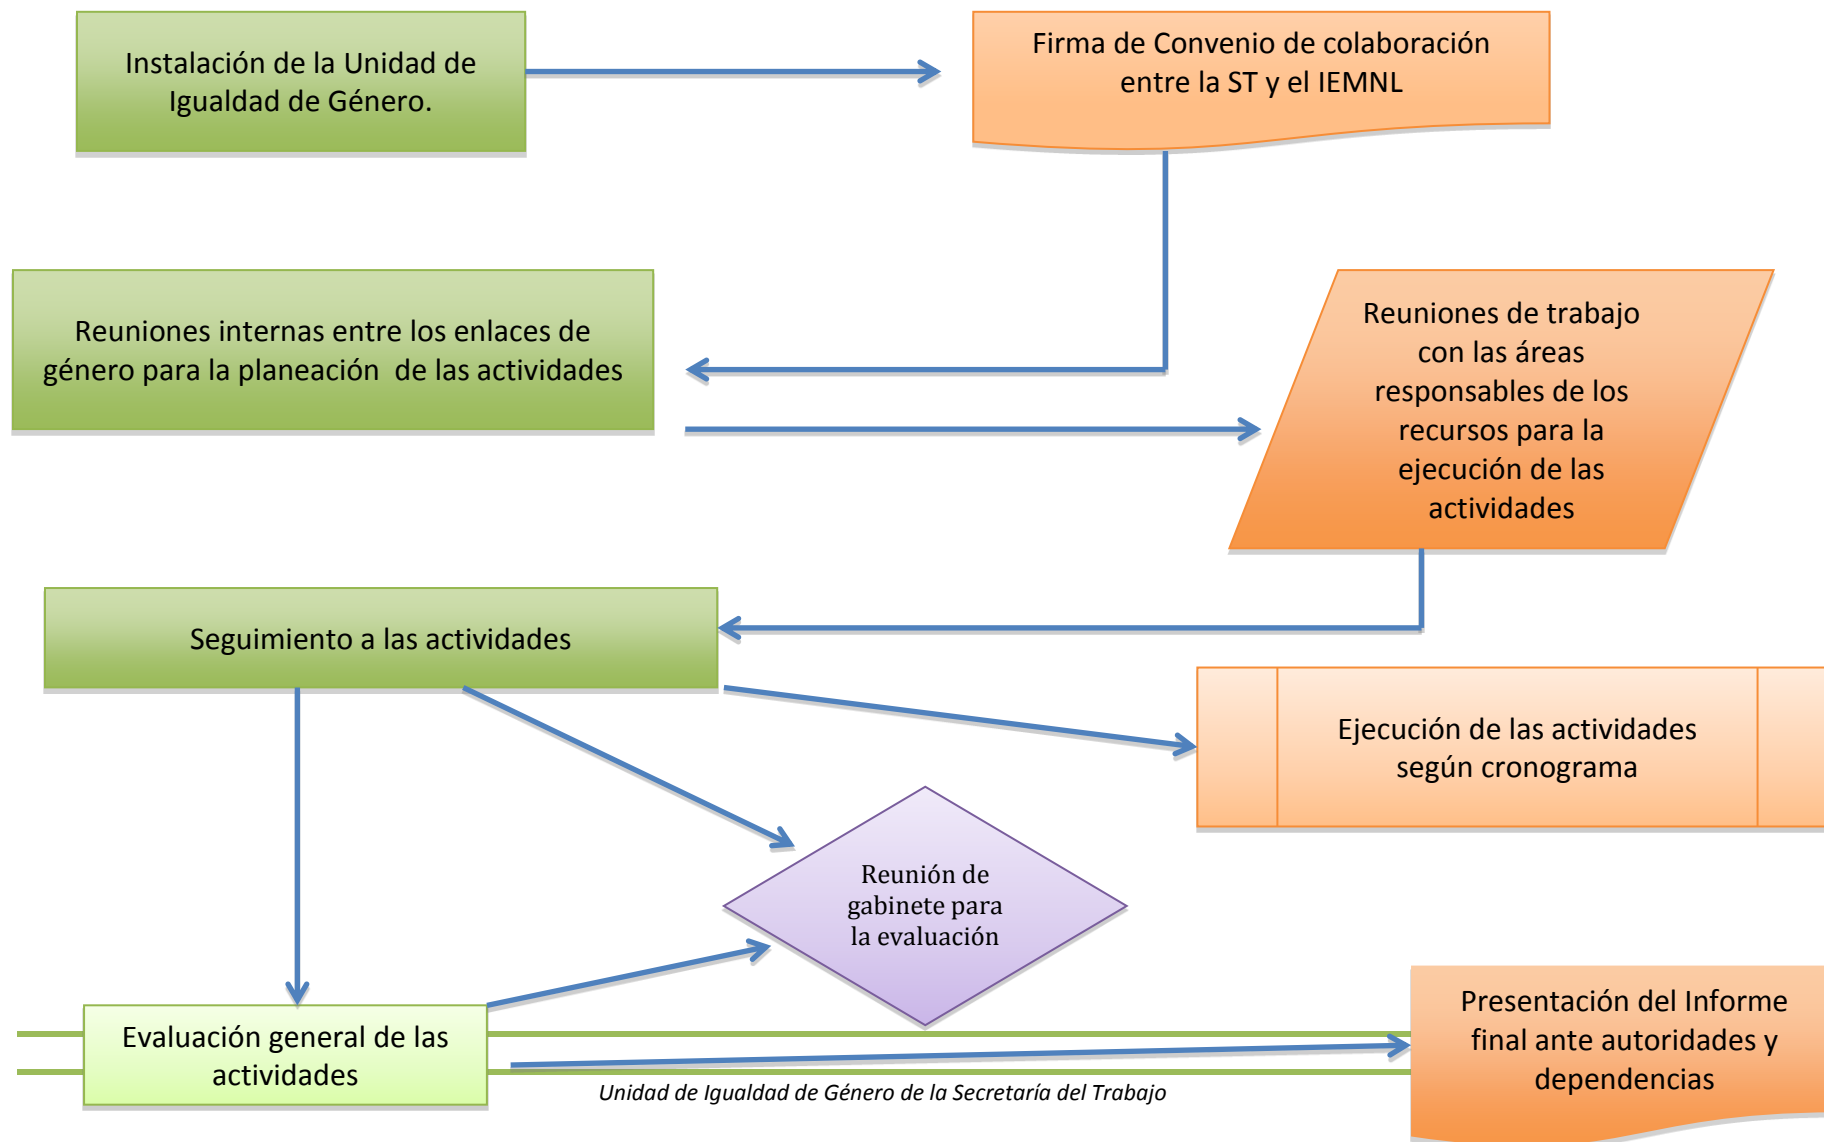 Instalación de la Unidad de
Igualdad de Género.
Firma de Convenio de colaboración
entre la ST y el IEMNL
Reuniones internas entre los enlaces de
género para la planeación de las actividades
Reuniones de trabajo
con las áreas
responsables de los
recursos para la
ejecución de las
actividades
Seguimiento a las actividades
Ejecución de las actividades
según cronograma
Reunión de
gabinete para
la evaluación
Evaluación general de las
actividades
Presentación del Informe
final ante autoridades y
dependencias
Unidad de Igualdad de Género de la Secretaría del Trabajo